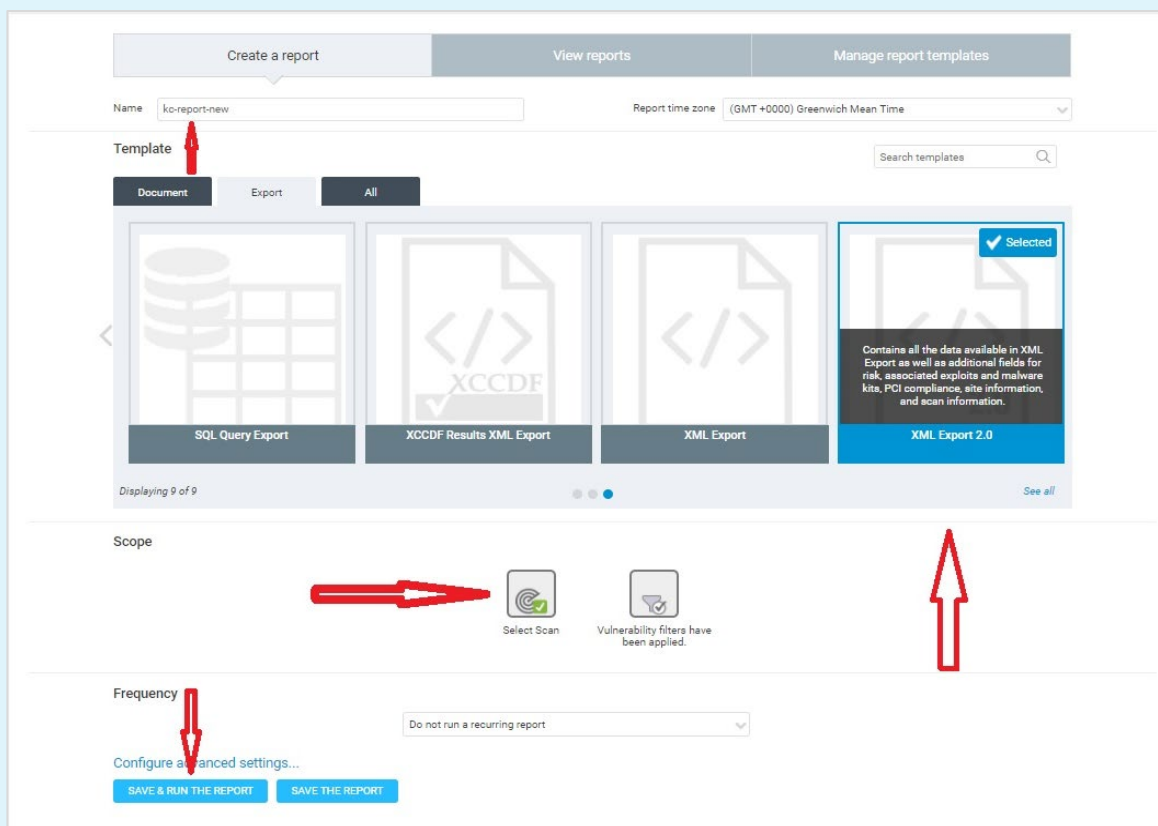 Create a report
View reports
Manage report templates
Name
kc-report-new
Report time zone
(GMT +0000) Greenwich Mean Time
Template
Search templates
Document
Export
All
XCCDF
Selected
Contains all the data available in XML
Export as well as additional fields for
risk, associated exploits and malware
kits, PCI compliance, site information,
and scan information.
SQL Query Export
XCCDF Results XML Export
XML Export
XML Export 2.0
Displaying 9 of 9
See all
Scope
Select Scan
Vulnerability filters have
been applied.
Frequency
Do not run a recurring report
Configure advanced settings...
SAVE & RUN THE REPORT
SAVE THE REPORT